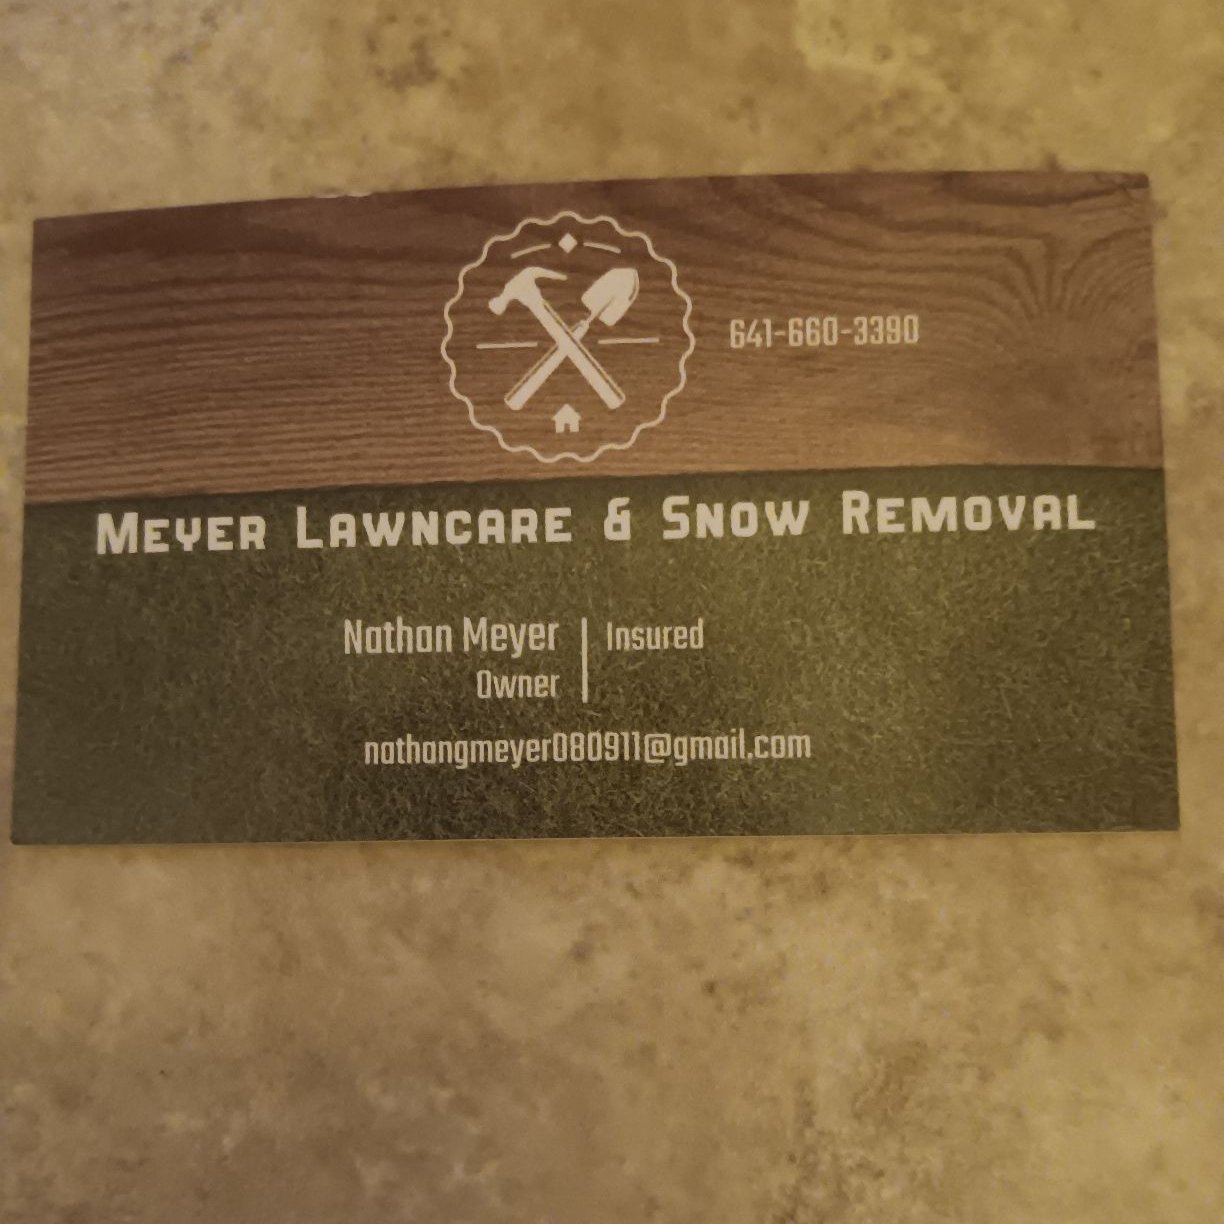 641-660-3390
Meyer Lawncare & Snow Removal
Nathan Meyer | Insured
Owner
nathangmeyer080911@gmail.com